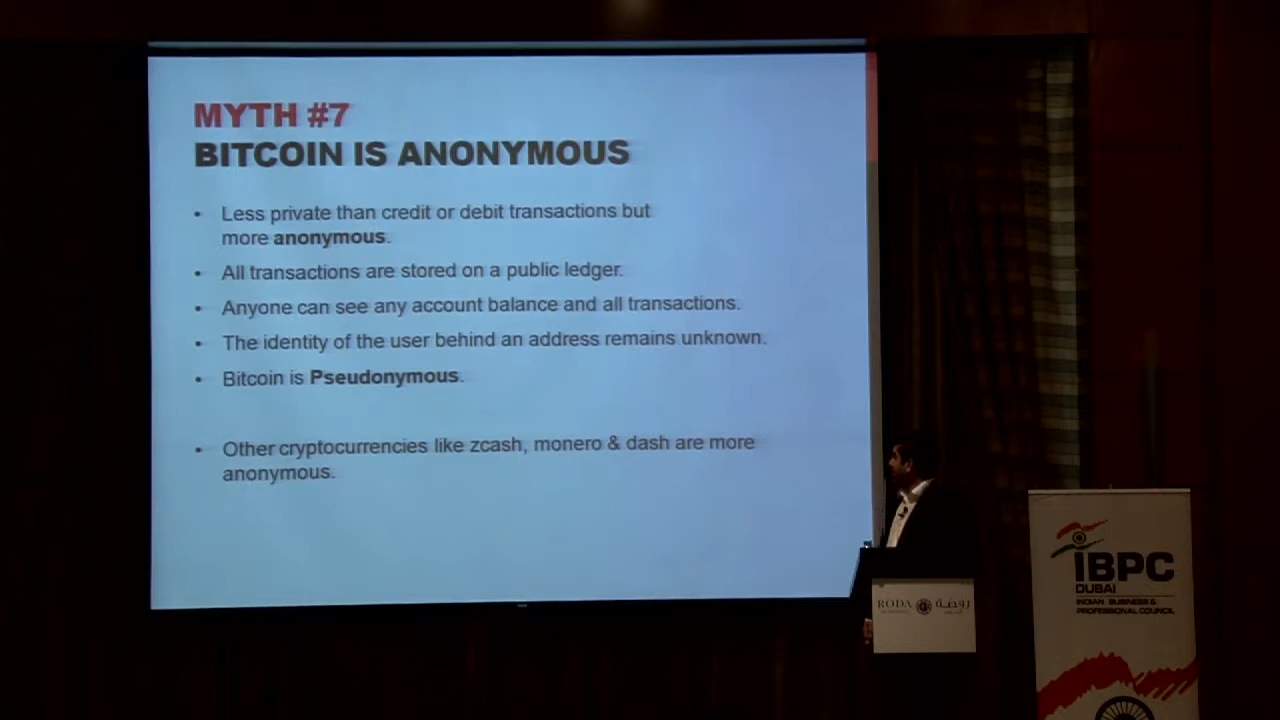 MYTH #7
BITCOIN IS ANONYMOUS
• Less private than credit or debit transactions but
more anonymous.
• All transactions are stored on a public ledger.
• Anyone can see any account balance and all transactions.
• The identity of the user behind an address remains unknown.
• Bitcoin is Pseudonymous.
• Other cryptocurrencies like zcash, monero & dash are more
anonymous.
RODA روضة
IBPC
DUBAI
INDIAN BUSINESS &
PROFESSIONAL COUNCIL